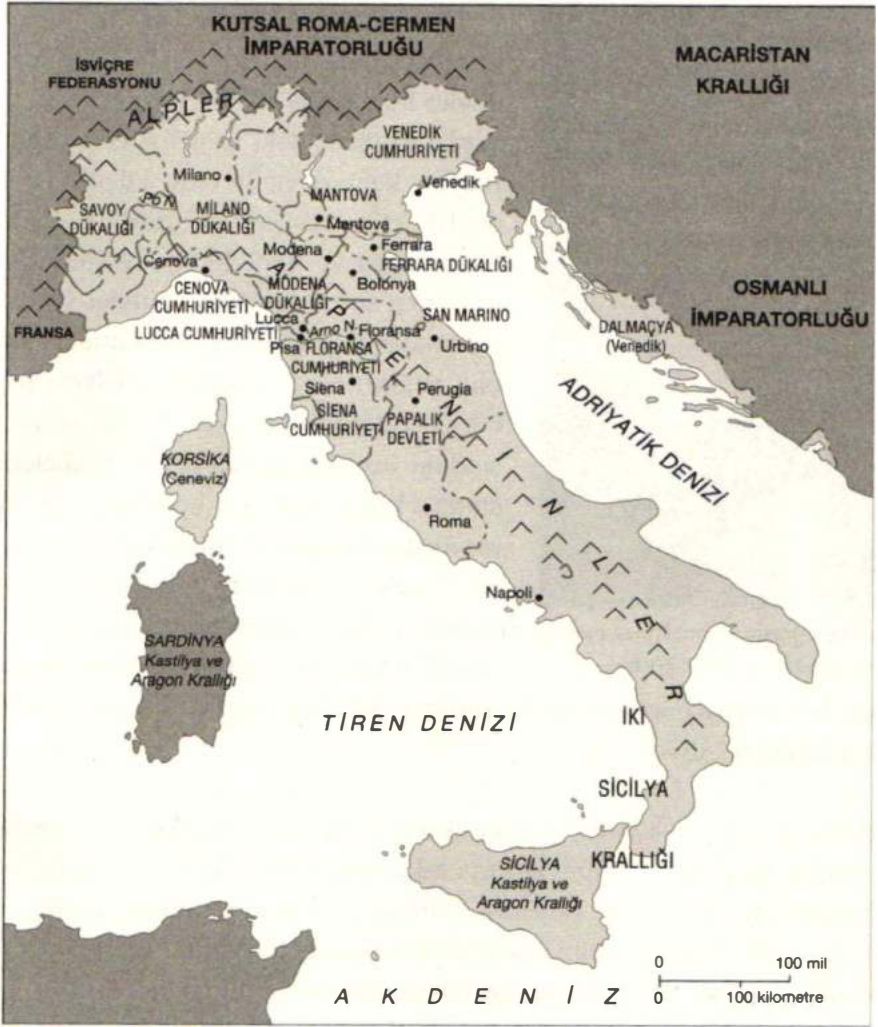 KUTSAL ROMA-CERMEN
İMPARATORLUĞU
MACARİSTAN
KRALLIĞI
İSVİÇRE
FEDERASYONU
ALPLER
VENEDİK
CUMHURİYETİ
Milano
Venedik
MANTOVA
Po N.
SAVOY
DÜKALIĞI
MİLANO
DÜKALIĞI
Mantova
Modena
Ferrara
FERRARA DÜKALIĞI
Cenova
Bolonya
CENOVA
CUMHURİYETİ
MODENA
DÜKALIĞI
OSMANLI
İMPARATORLUĞU
FRANSA
LUCCA CUMHURİYETİ
Lucca
Arno N.
Floransa
SAN MARINO
Urbino
DALMAÇYA
(Venedik)
Pisa
FLORANSA
CUMHURİYETİ
Siena
Perugia
SİENA
CUMHURİYETİ
PAPALIK
DEVLETİ
APENNINLER
ADRİYATİK DENİZİ
KORSİKA
(Ceneviz)
Roma
Napoli
SARDİNYA
Kastilya ve
Aragon Krallığı
TİREN DENİZİ
İKİ
SİCİLYA
KRALLIĞI
SİCİLYA
Kastilya ve
Aragon Krallığı
AKDENİZ
0 100 mil
0 100 kilometre